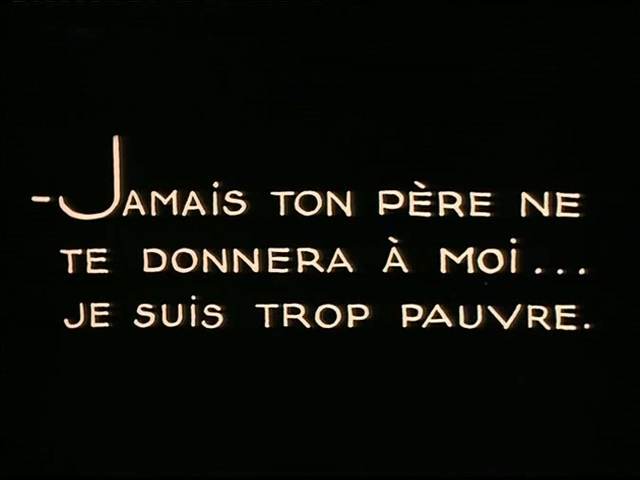 -JAMAiS TON PÈRE NE
TE DONNERA À MOi...
JE SUiS TROP PAUVRE.